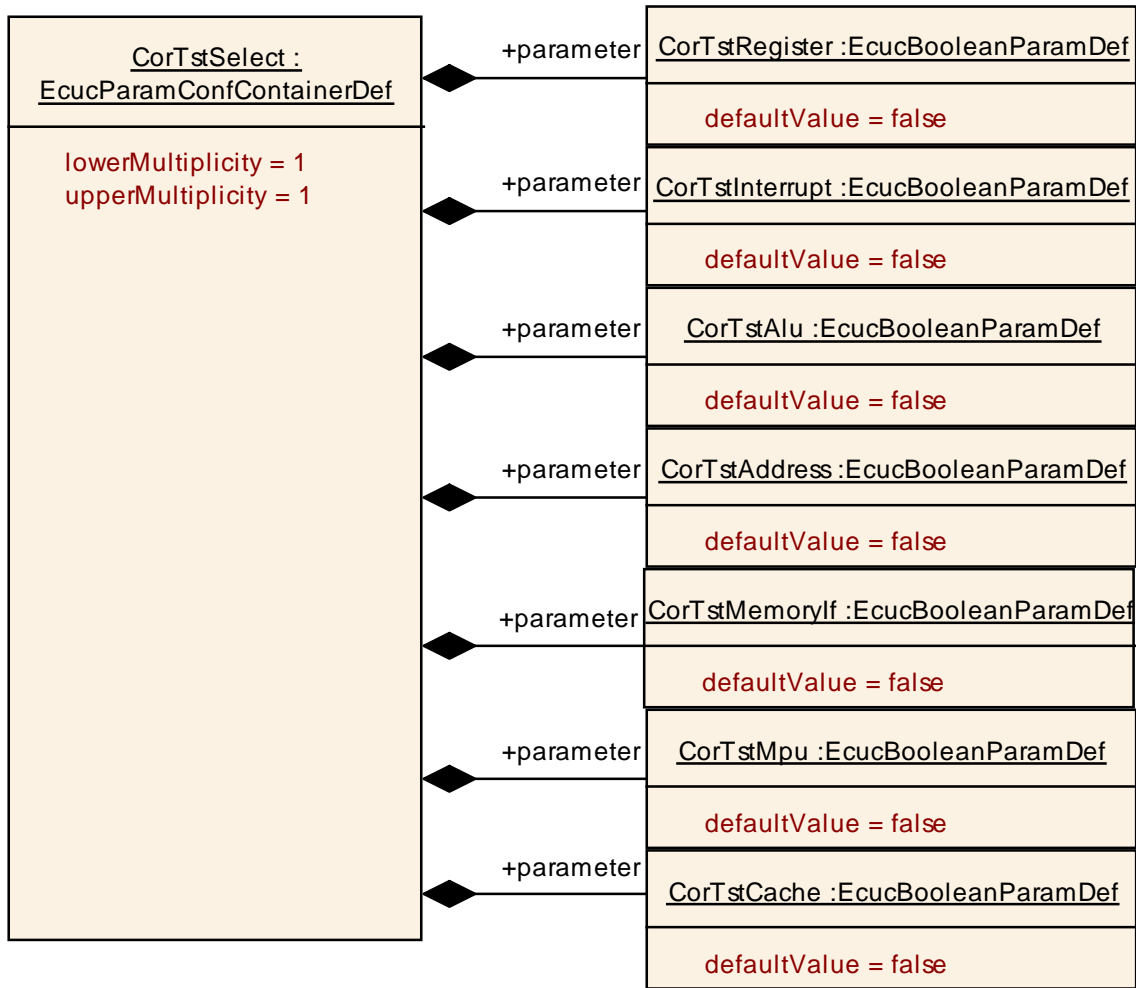 CorTstSelect :
EcucParamConfContainerDef
lowerMultiplicity = 1
upperMultiplicity = 1
+parameter
CorTstRegister :EcucBooleanParamDef
defaultValue = false
+parameter
CorTstInterrupt :EcucBooleanParamDef
defaultValue = false
+parameter
CorTstAlu :EcucBooleanParamDef
defaultValue = false
+parameter
CorTstAddress :EcucBooleanParamDef
defaultValue = false
+parameter
CorTstMemoryIf :EcucBooleanParamDef
defaultValue = false
+parameter
CorTstMpu :EcucBooleanParamDef
defaultValue = false
+parameter
CorTstCache :EcucBooleanParamDef
defaultValue = false